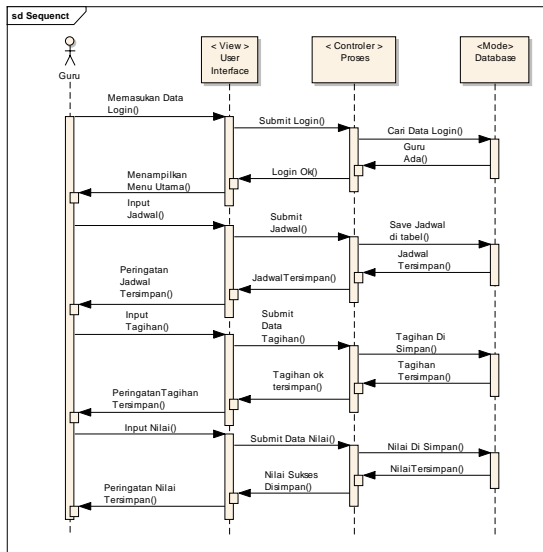 sd Sequenct
Guru
< View >
User
Interface
< Controler >
Proses
<Mode>
Database
Memasukan Data
Login()
Submit Login()
Cari Data Login()
Guru
Ada()
Login Ok()
Menampilkan
Menu Utama()
Input
Jadwal()
Submit
Jadwal()
Save Jadwal
di tabel()
Jadwal
Tersimpan()
JadwalTersimpan()
Peringatan
Jadwal
Tersimpan()
Input
Tagihan()
Submit
Data
Tagihan()
Tagihan Di
Simpan()
Tagihan
Tersimpan()
Tagihan ok
tersimpan()
PeringatanTagihan
Tersimpan()
Input Nilai()
Submit Data Nilai()
Nilai Di Simpan()
NilaiTersimpan()
Nilai Sukses
Disimpan()
Peringatan Nilai
Tersimpan()